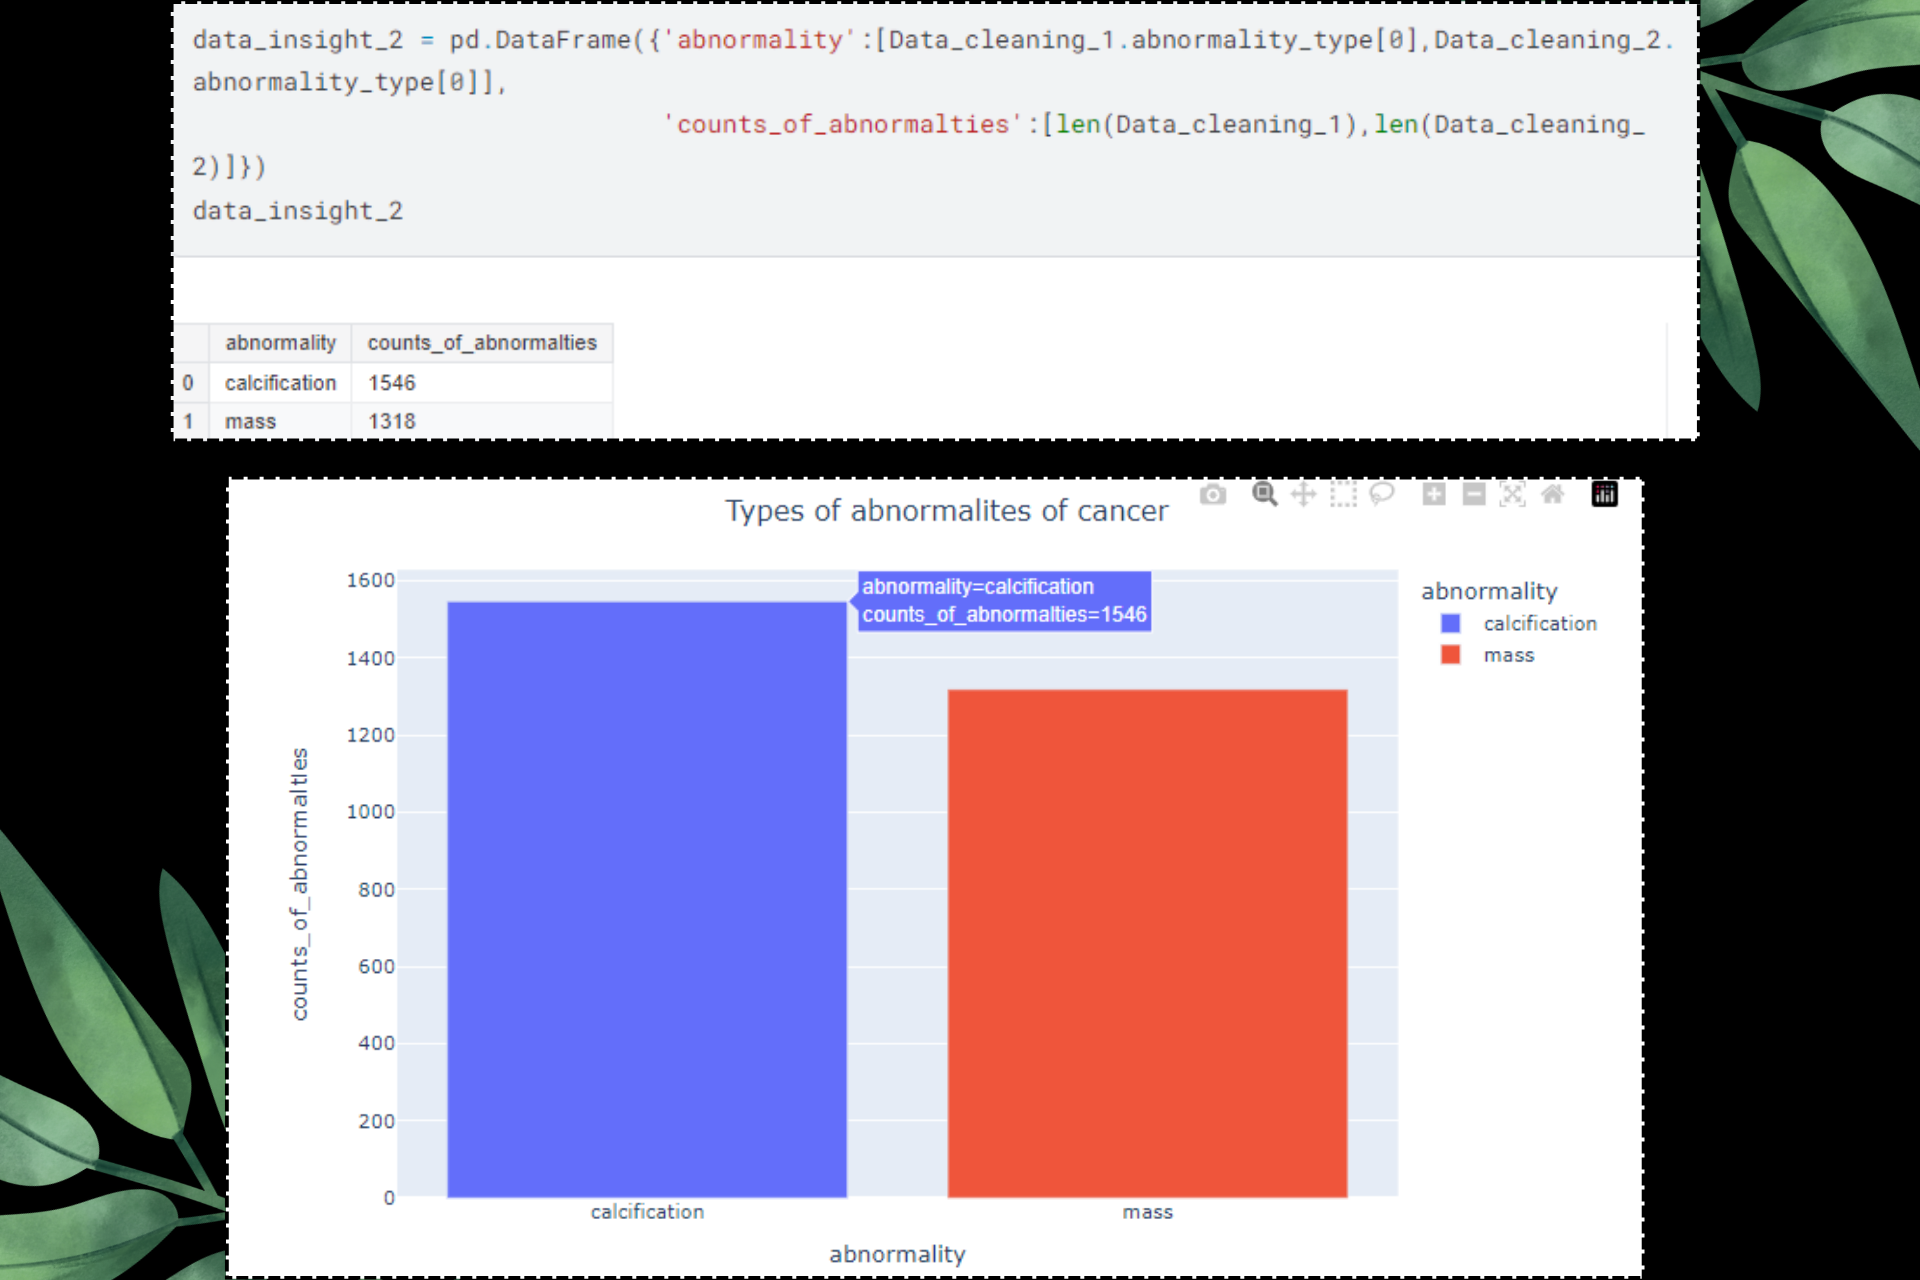 data_insight_2 = pd.DataFrame({'abnormality':[Data_cleaning_1.abnormality_type[0],Data_cleaning_2.
abnormality_type[0]],
'counts_of_abnormalties':[len(Data_cleaning_1),len(Data_cleaning_
2)]})
data_insight_2
abnormality counts_of_abnormalties
0 calcification 1546
1 mass 1318
Types of abnormalites of cancer
1600
1400
1200
1000
800
600
400
200
0
counts_of_abnormalties
abnormality=calcification
counts_of_abnormalties=1546
abnormality
calcification
mass
calcification mass
abnormality